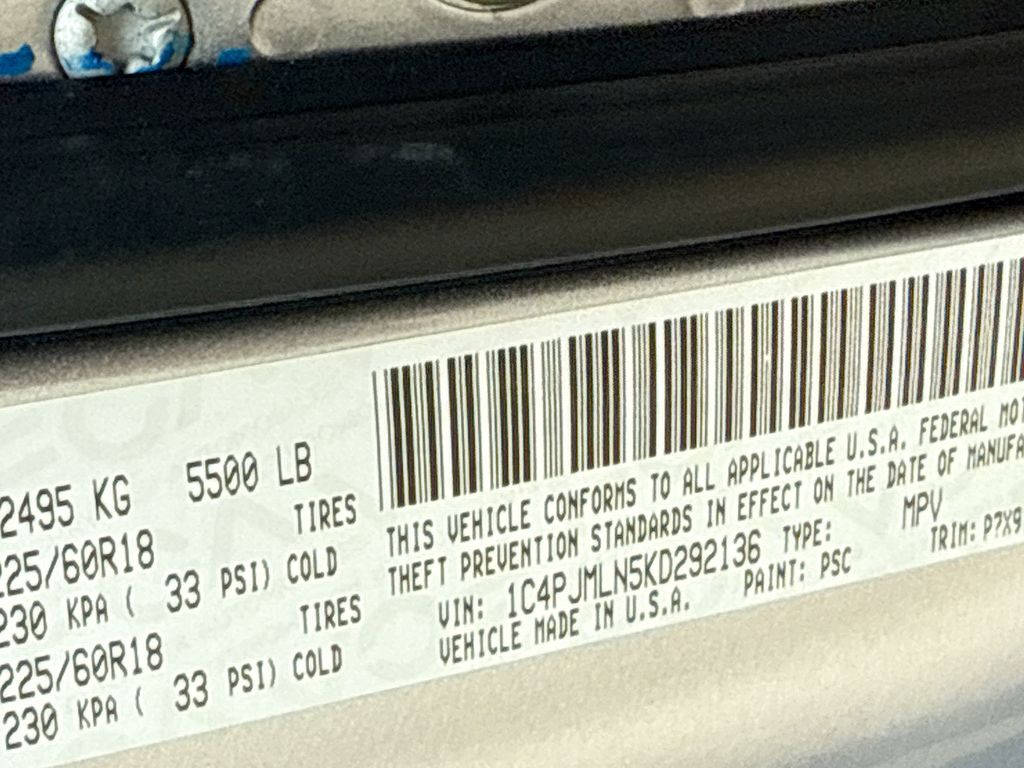 2495 KG 5500 LB
TIRES
225/60R18
230 KPA ( 33 PSI) COLD
TIRES
225/60R18
230 KPA ( 33 PSI) COLD
THIS VEHICLE CONFORMS TO ALL APPLICABLE U.S.A. FEDERAL MOT
THEFT PREVENTION STANDARDS IN EFFECT ON THE DATE OF MANUFA
VIN: 1C4PJMLN5KD292136 TYPE: MPV
VEHICLE MADE IN U.S.A. PAINT: PSC TRIM: P7X9